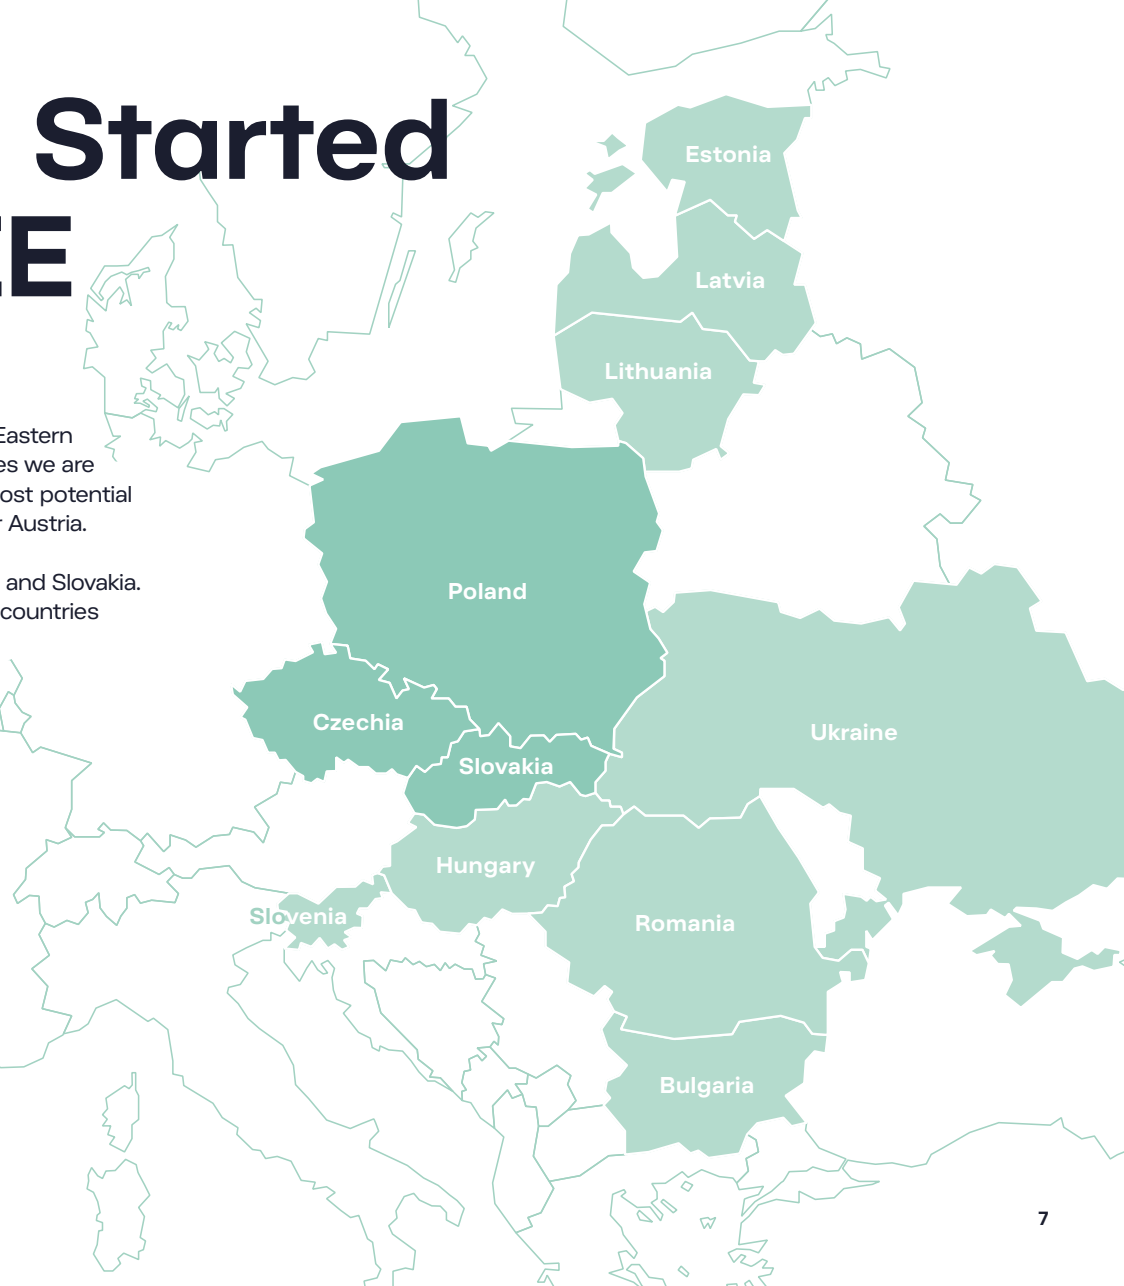 Started
E
Eastern
es we are
ost potential
r Austria.
and Slovakia.
countries
Estonia
Latvia
Lithuania
Poland
Czechia
Slovakia
Ukraine
Hungary
Slovenia
Romania
Bulgaria
7